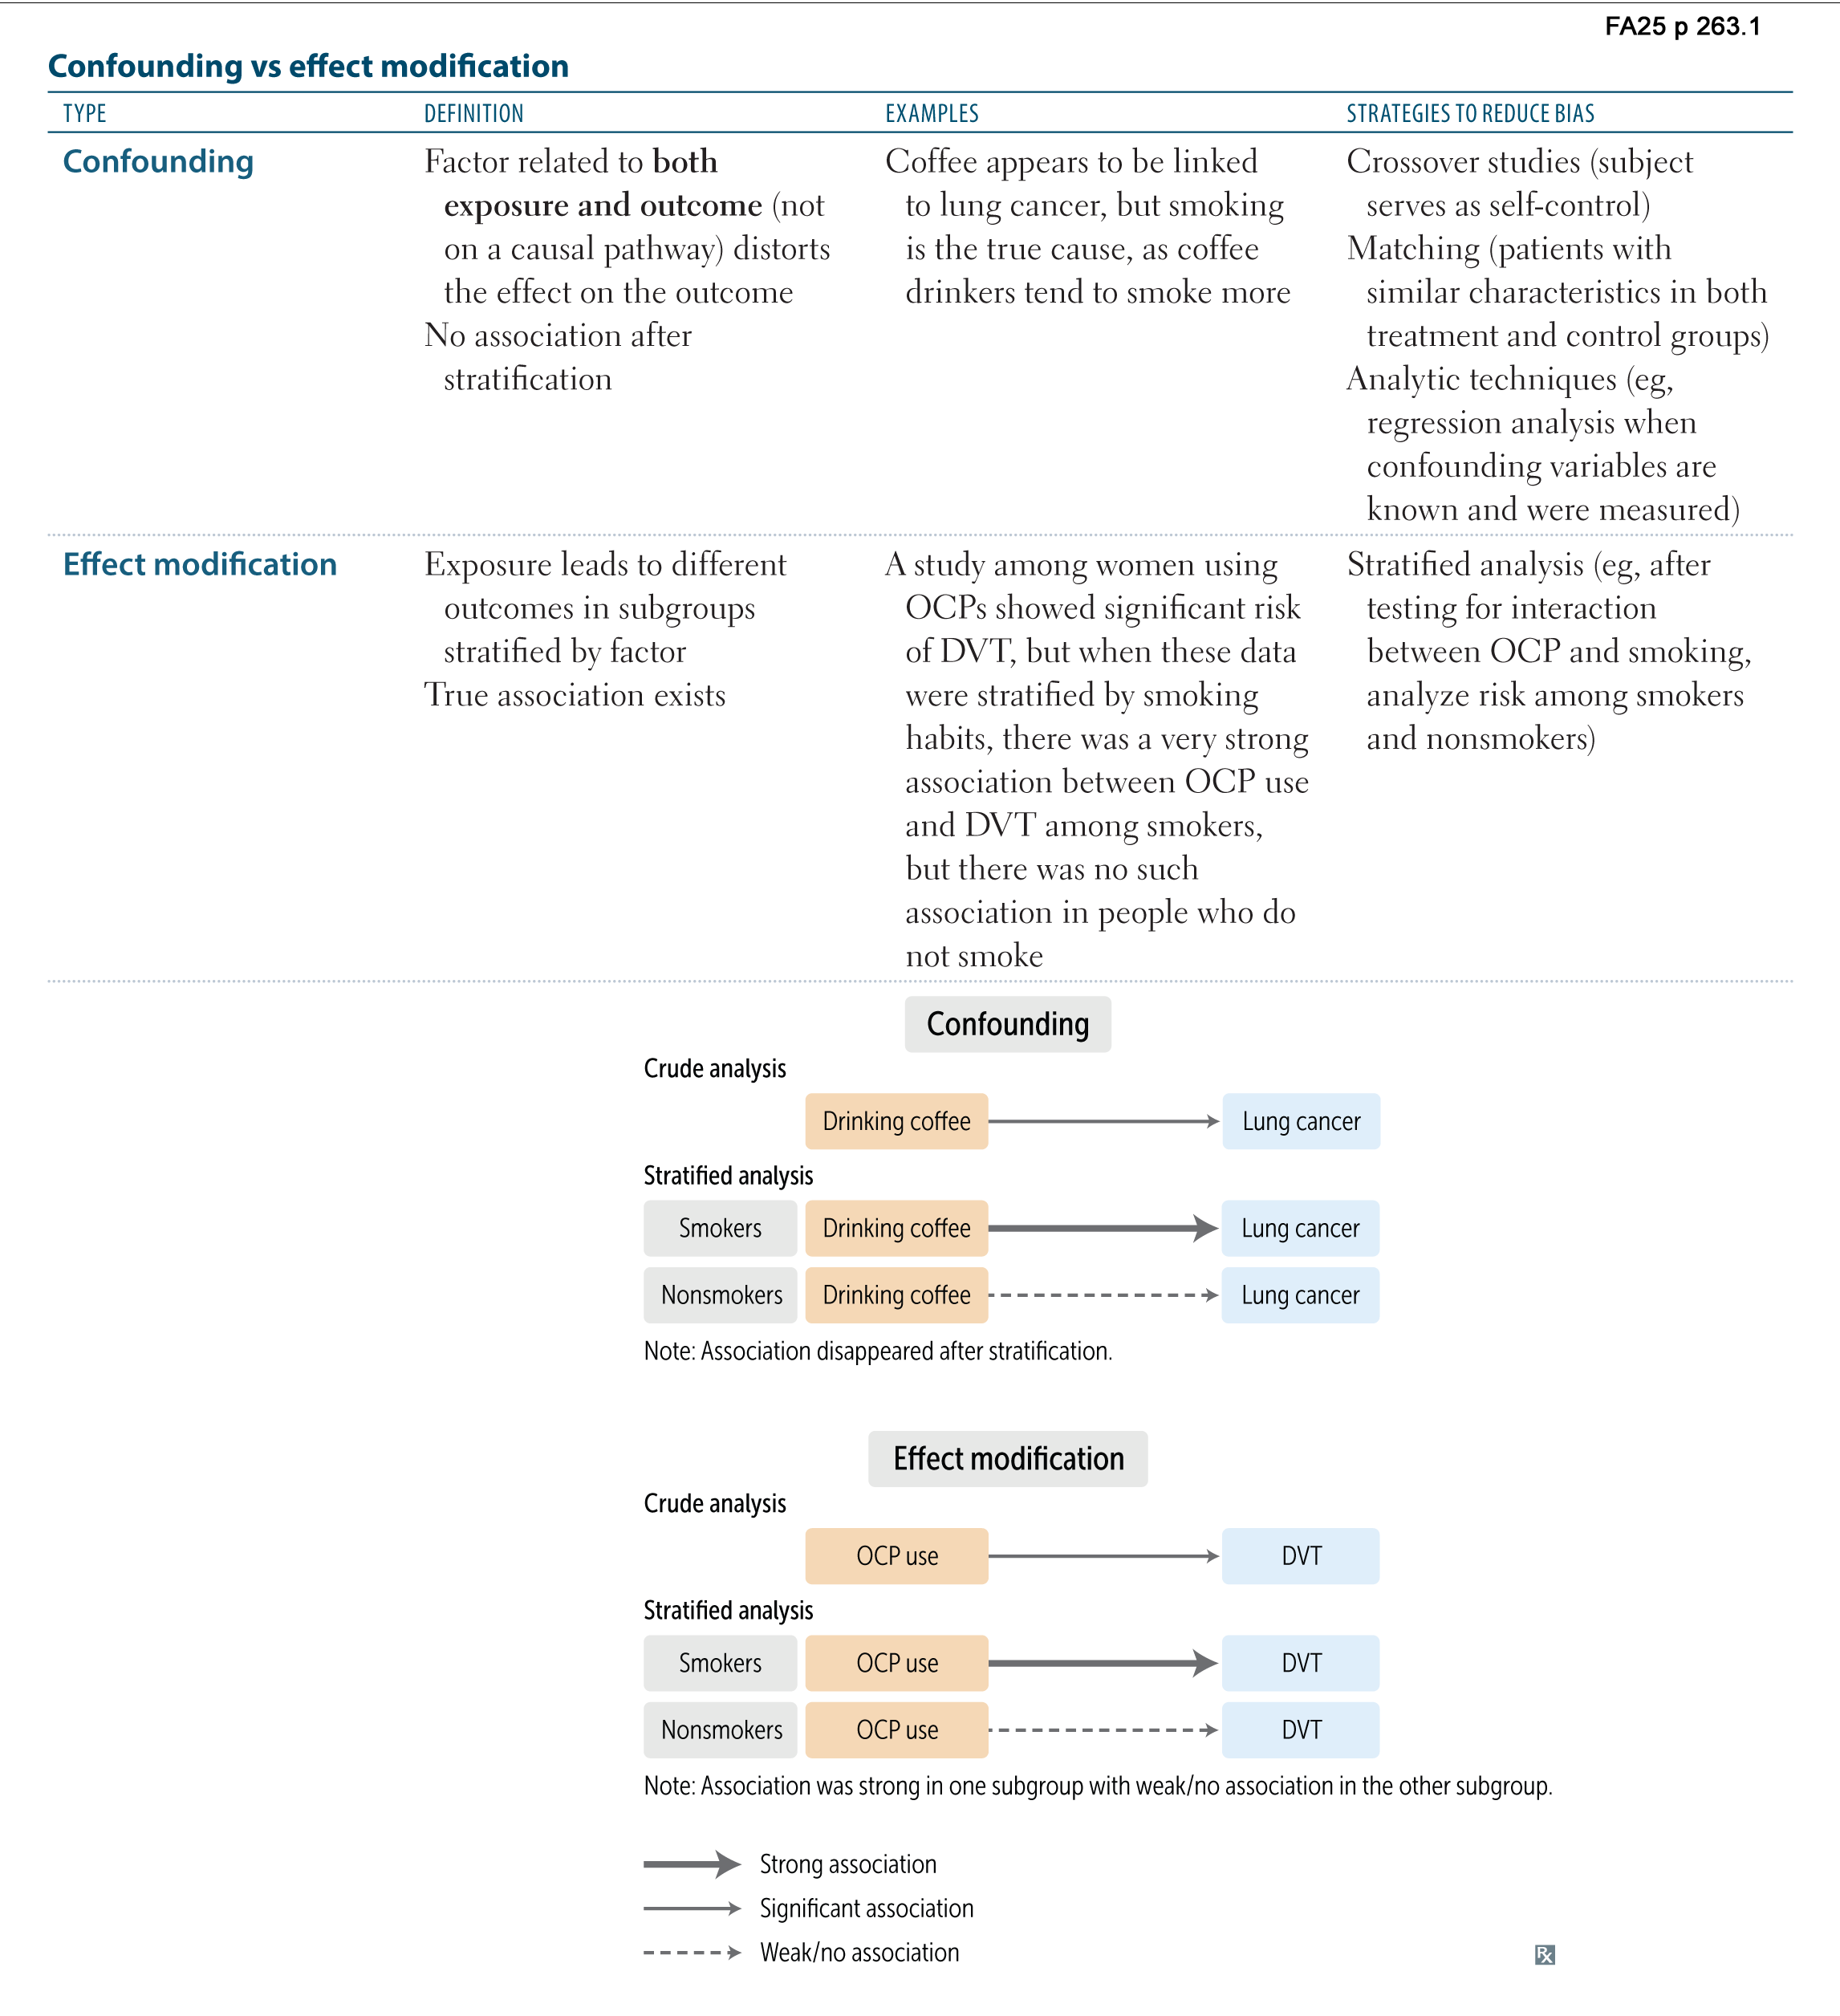 FA25 p 263.1
Confounding vs effect modification
TYPE DEFINITION EXAMPLES STRATEGIES TO REDUCE BIAS
Confounding
Factor related to both
exposure and outcome (not
on a causal pathway) distorts
the effect on the outcome
No association after
stratification
Coffee appears to be linked
to lung cancer, but smoking
is the true cause, as coffee
drinkers tend to smoke more
Crossover studies (subject
serves as self-control)
Matching (patients with
similar characteristics in both
treatment and control groups)
Analytic techniques (eg,
regression analysis when
confounding variables are
known and were measured)
Effect modification
Exposure leads to different
outcomes in subgroups
stratified by factor
True association exists
A study among women using
OCPs showed significant risk
of DVT, but when these data
were stratified by smoking
habits, there was a very strong
association between OCP use
and DVT among smokers,
but there was no such
association in people who do
not smoke
Stratified analysis (eg, after
testing for interaction
between OCP and smoking,
analyze risk among smokers
and nonsmokers)
Confounding
Crude analysis
Drinking coffee Lung cancer
Stratified analysis
Smokers Drinking coffee Lung cancer
Nonsmokers Drinking coffee Lung cancer
Note: Association disappeared after stratification.
Effect modification
Crude analysis
OCP use DVT
Stratified analysis
Smokers OCP use DVT
Nonsmokers OCP use DVT
Note: Association was strong in one subgroup with weak/no association in the other subgroup.
Strong association
Significant association
Weak/no association
Rx